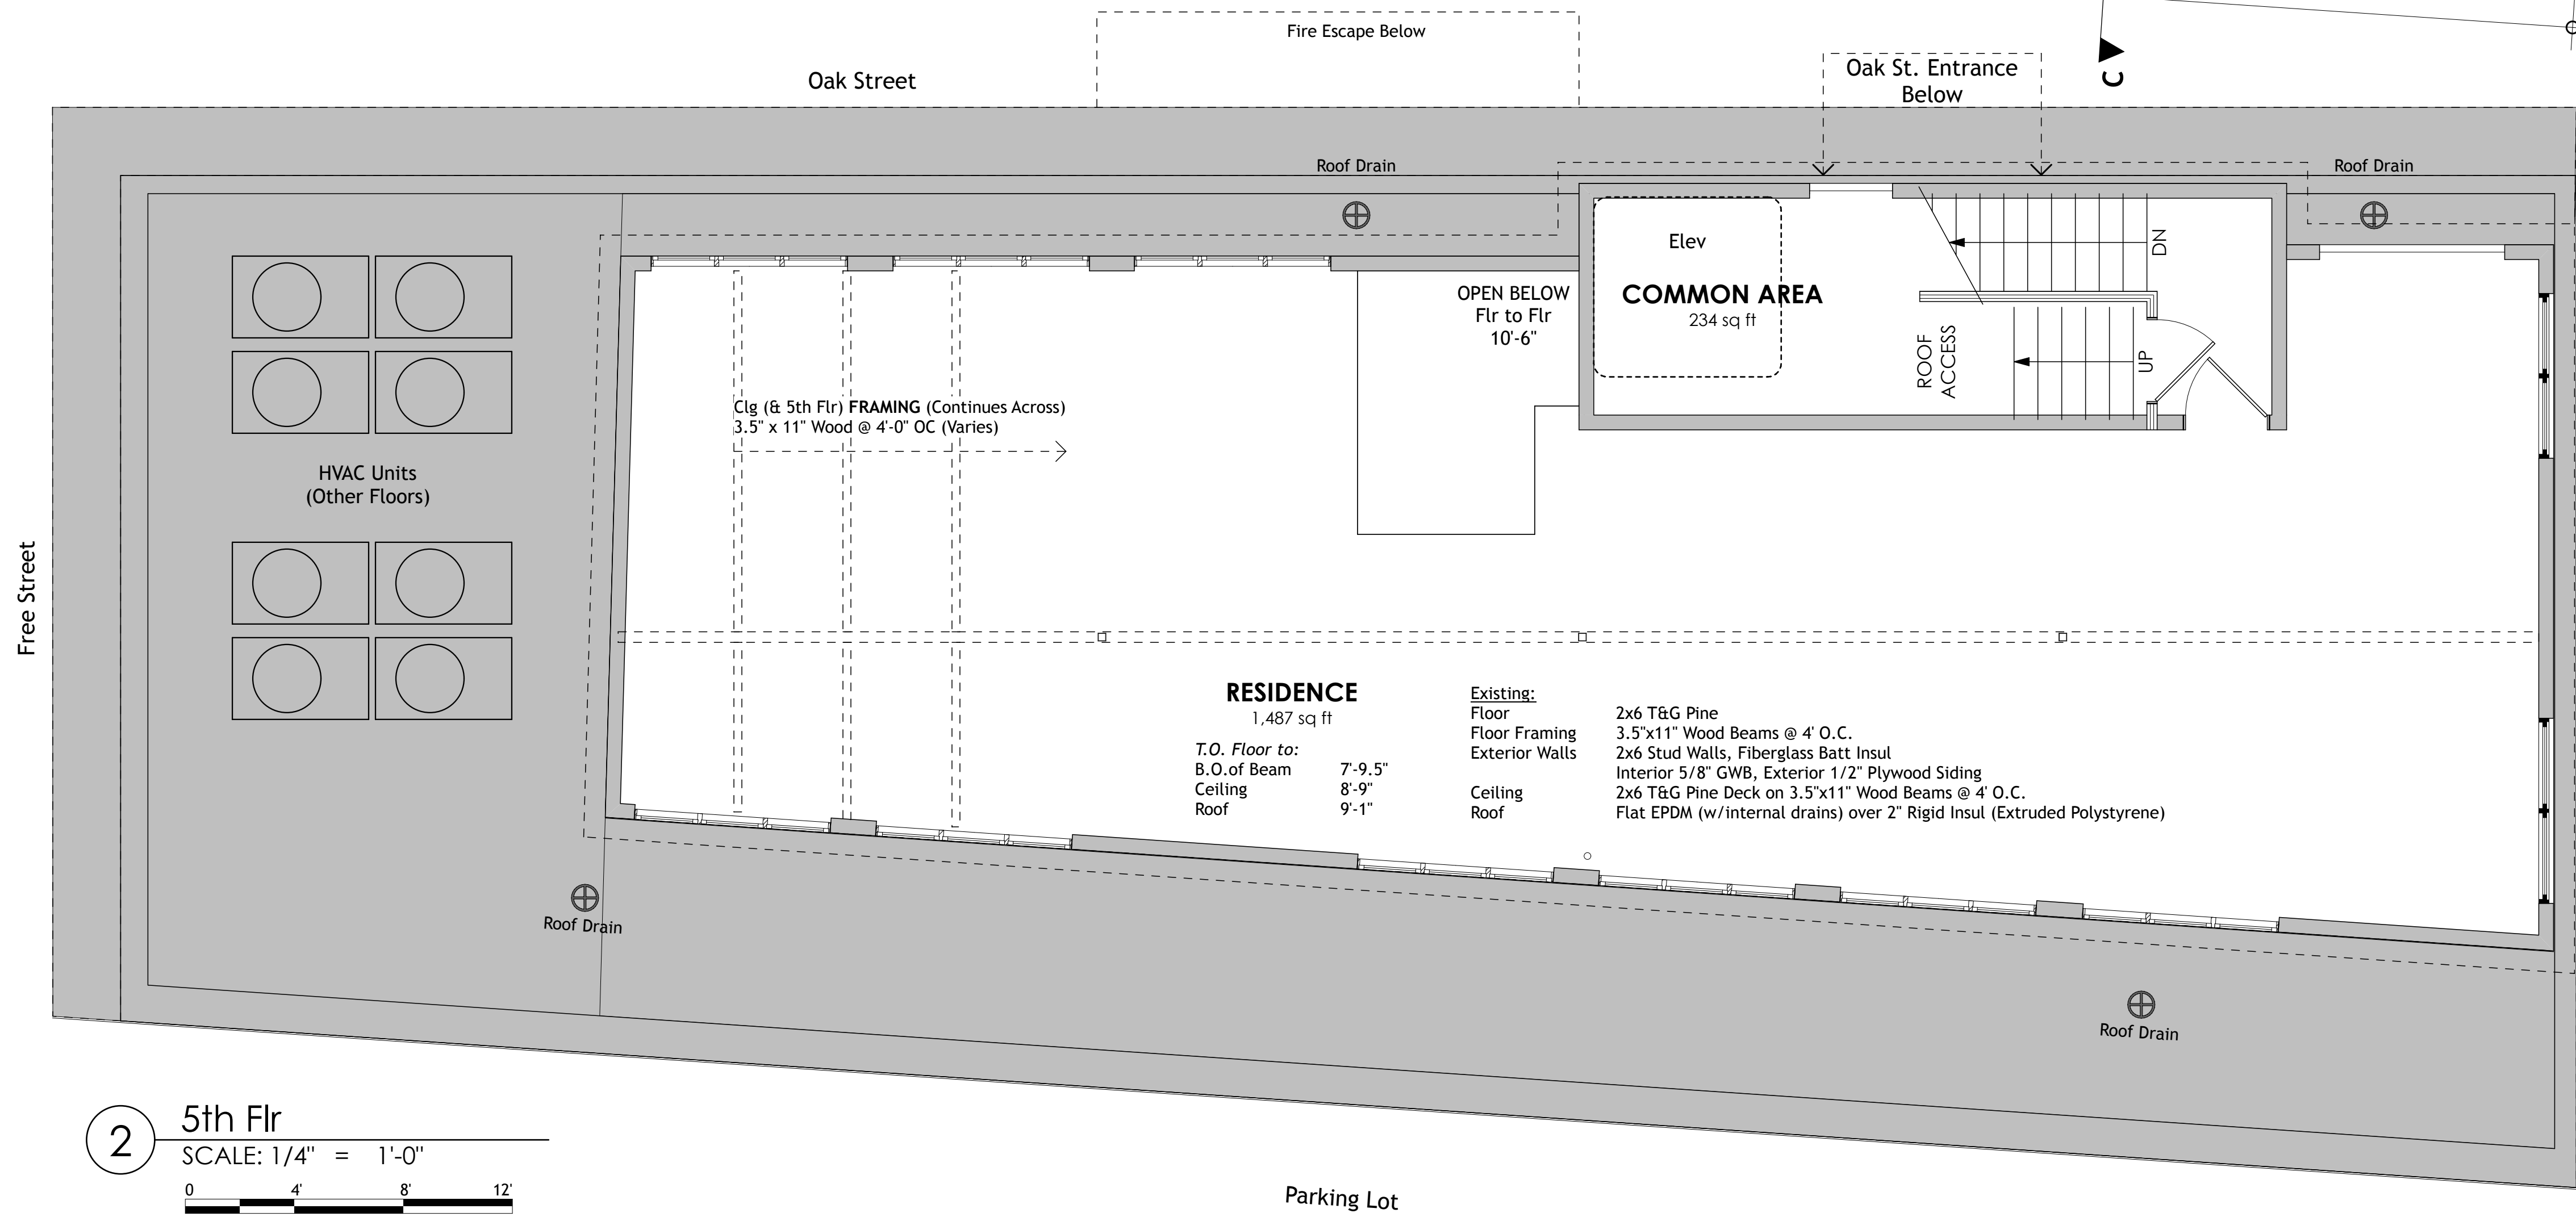 Fire Escape Below
Oak Street
Oak St. Entrance
Below
C
Roof Drain
Roof Drain
Elev
DN
OPEN BELOW
Flr to Flr
10'-6"
COMMON AREA
234 sq ft
ROOF
ACCESS
UP
Clg (& 5th Flr) FRAMING (Continues Across)
3.5" x 11" Wood @ 4'-0" OC (Varies)
HVAC Units
(Other Floors)
Free Street
RESIDENCE
1,487 sq ft
T.O. Floor to:
B.O.of Beam 7'-9.5"
Ceiling 8'-9"
Roof 9'-1"
Existing:
Floor 2x6 T&G Pine
Floor Framing 3.5"x11" Wood Beams @ 4' O.C.
Exterior Walls 2x6 Stud Walls, Fiberglass Batt Insul
Interior 5/8" GWB, Exterior 1/2" Plywood Siding
Ceiling 2x6 T&G Pine Deck on 3.5"x11" Wood Beams @ 4' O.C.
Roof Flat EPDM (w/internal drains) over 2" Rigid Insul (Extruded Polystyrene)
Roof Drain
Roof Drain
2
5th Flr
SCALE: 1/4" = 1'-0"
0 4' 8' 12'
Parking Lot